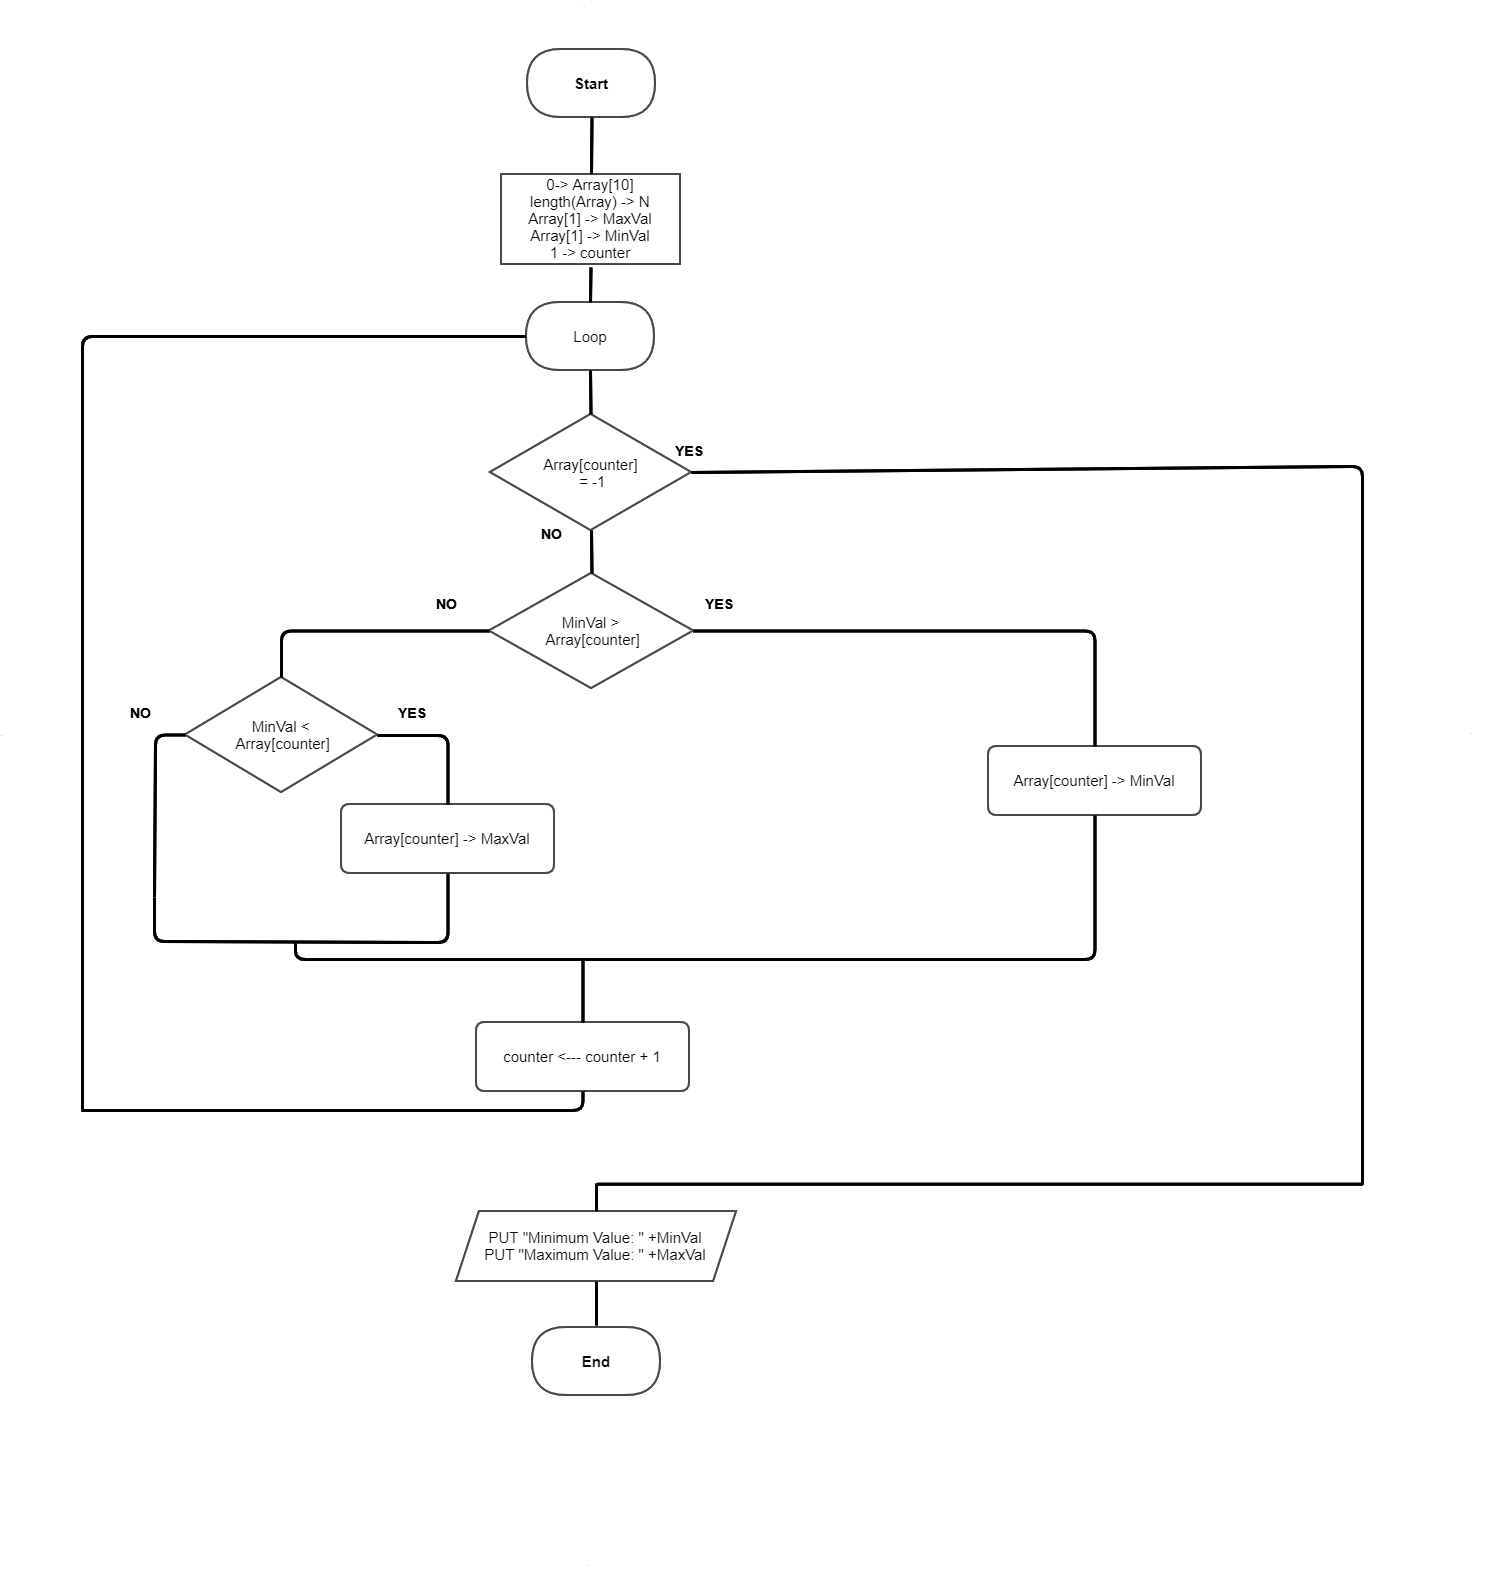 Start
0-> Array[10]
length(Array) -> N
Array[1] -> MaxVal
Array[1] -> MinVal
1 -> counter
Loop
Array[counter]
= -1
YES
NO
MinVal >
Array[counter]
NO
YES
MinVal <
Array[counter]
NO
YES
Array[counter] -> MinVal
Array[counter] -> MaxVal
counter <--- counter + 1
PUT "Minimum Value: " +MinVal
PUT "Maximum Value: " +MaxVal
End